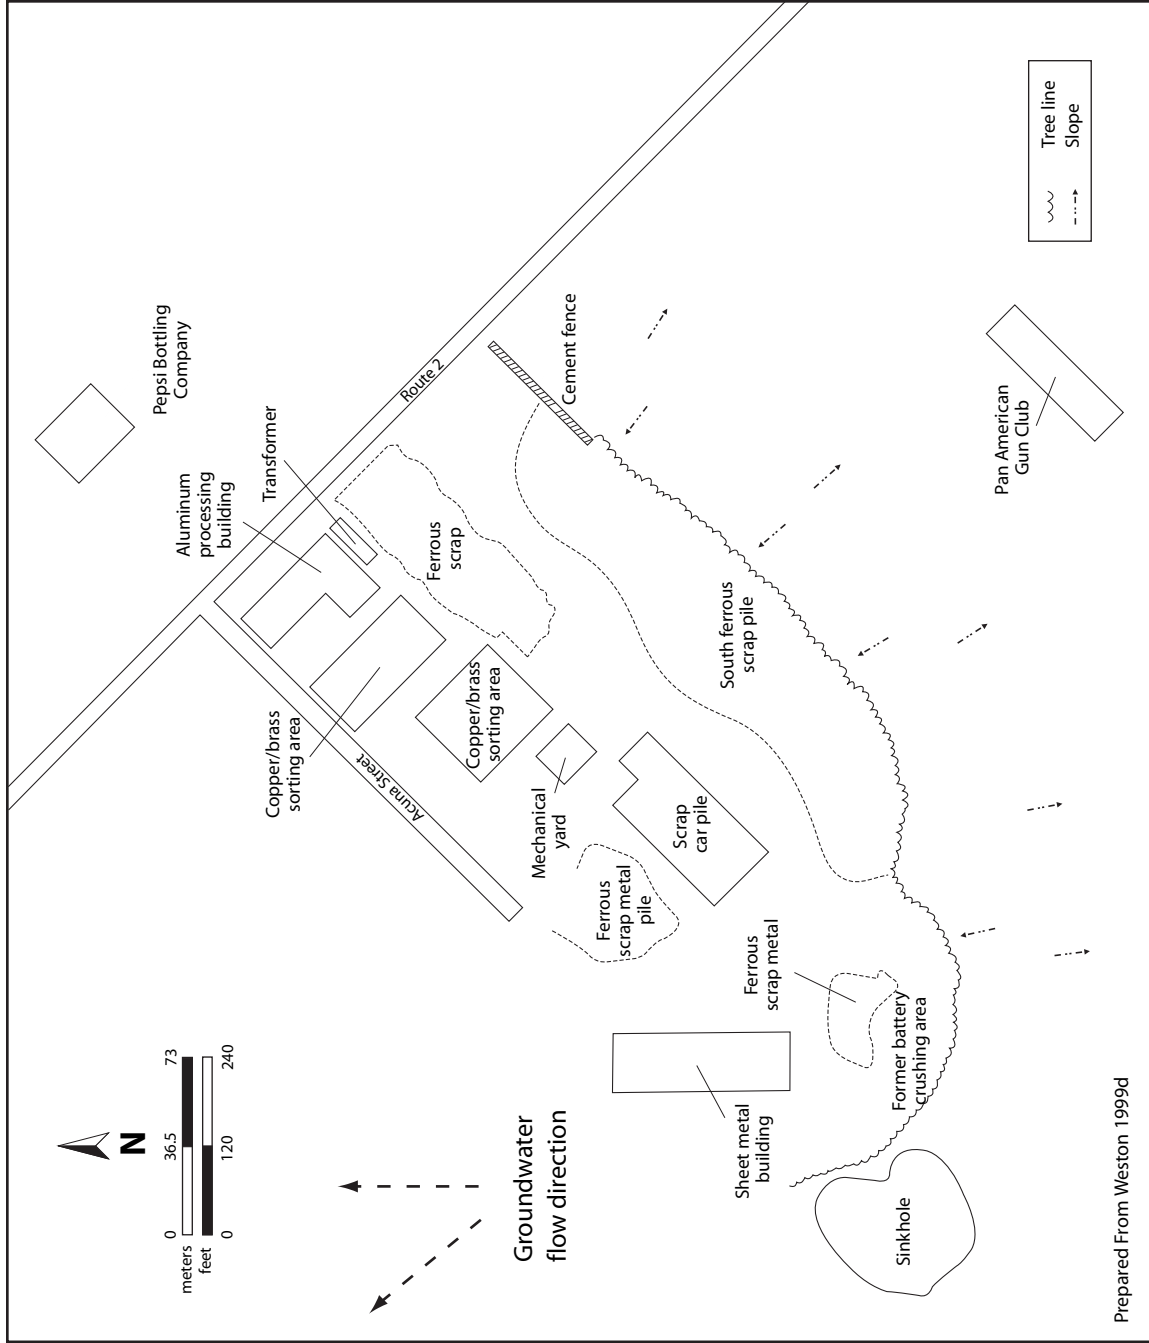 N
0
36.5
73
meters
feet
0
120
240
Groundwater
flow direction
Pepsi Bottling
Company
Aluminum
processing
building
Transformer
Route 2
Cement fence
Ferrous
scrap
Copper/brass
sorting area
Acuna Street
Copper/brass
sorting area
Mechanical
yard
Ferrous
scrap metal
pile
Scrap
car pile
South ferrous
scrap pile
Ferrous
scrap metal
Former battery
crushing area
Sheet metal
building
Sinkhole
Pan American
Gun Club
Tree line
Slope
Prepared From Weston 1999d